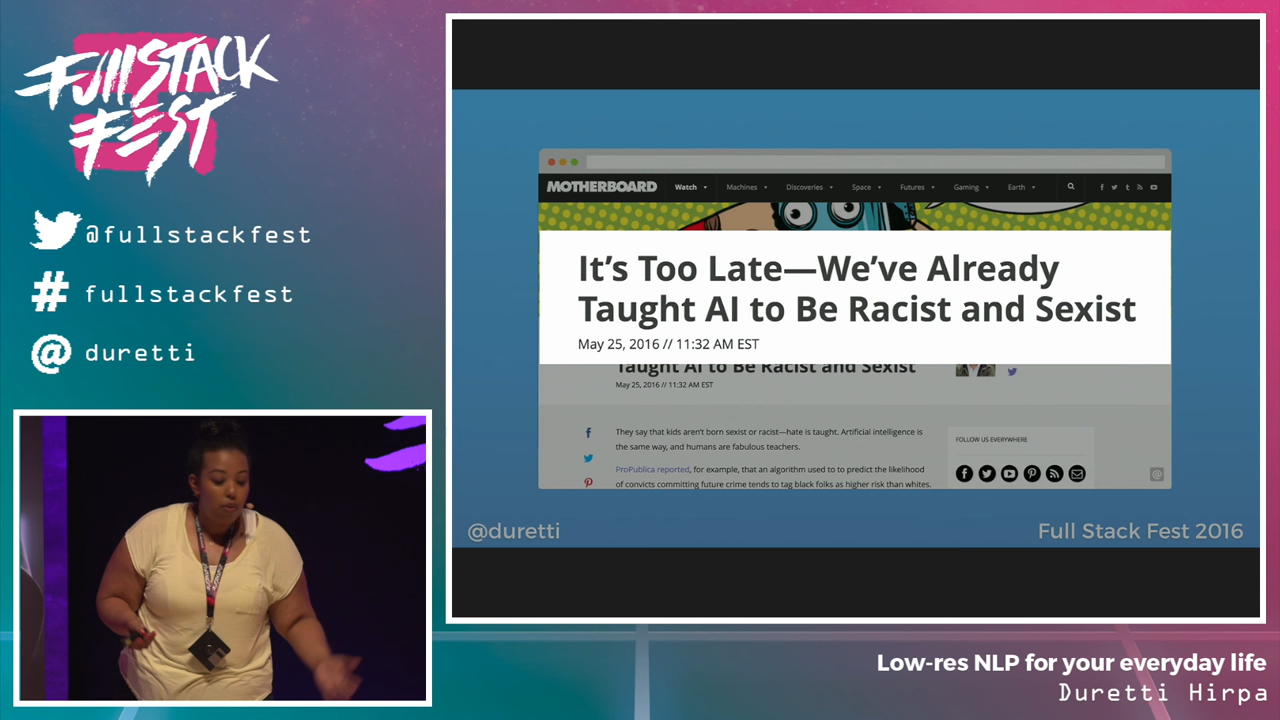 FullStack
Fest
@fullstackfest
# fullstackfest
@ duretti
MOTHERBOARD Watch Machines Discoveries Space Futures Gaming Earth
It's Too Late—We've Already
Taught AI to Be Racist and Sexist
May 25, 2016 // 11:32 AM EST
Taught AI to Be Racist and Sexist
May 25, 2016 // 11:32 AM EST
They say that kids aren't born sexist or racist—hate is taught. Artificial intelligence is
the same way, and humans are fabulous teachers.
ProPublica reported, for example, that an algorithm used to to predict the likelihood
of convicts committing future crime tends to tag black folks as higher risk than whites.
FOLLOW US EVERYWHERE
@duretti
Full Stack Fest 2016
Low-res NLP for your everyday life
Duretti Hirpa